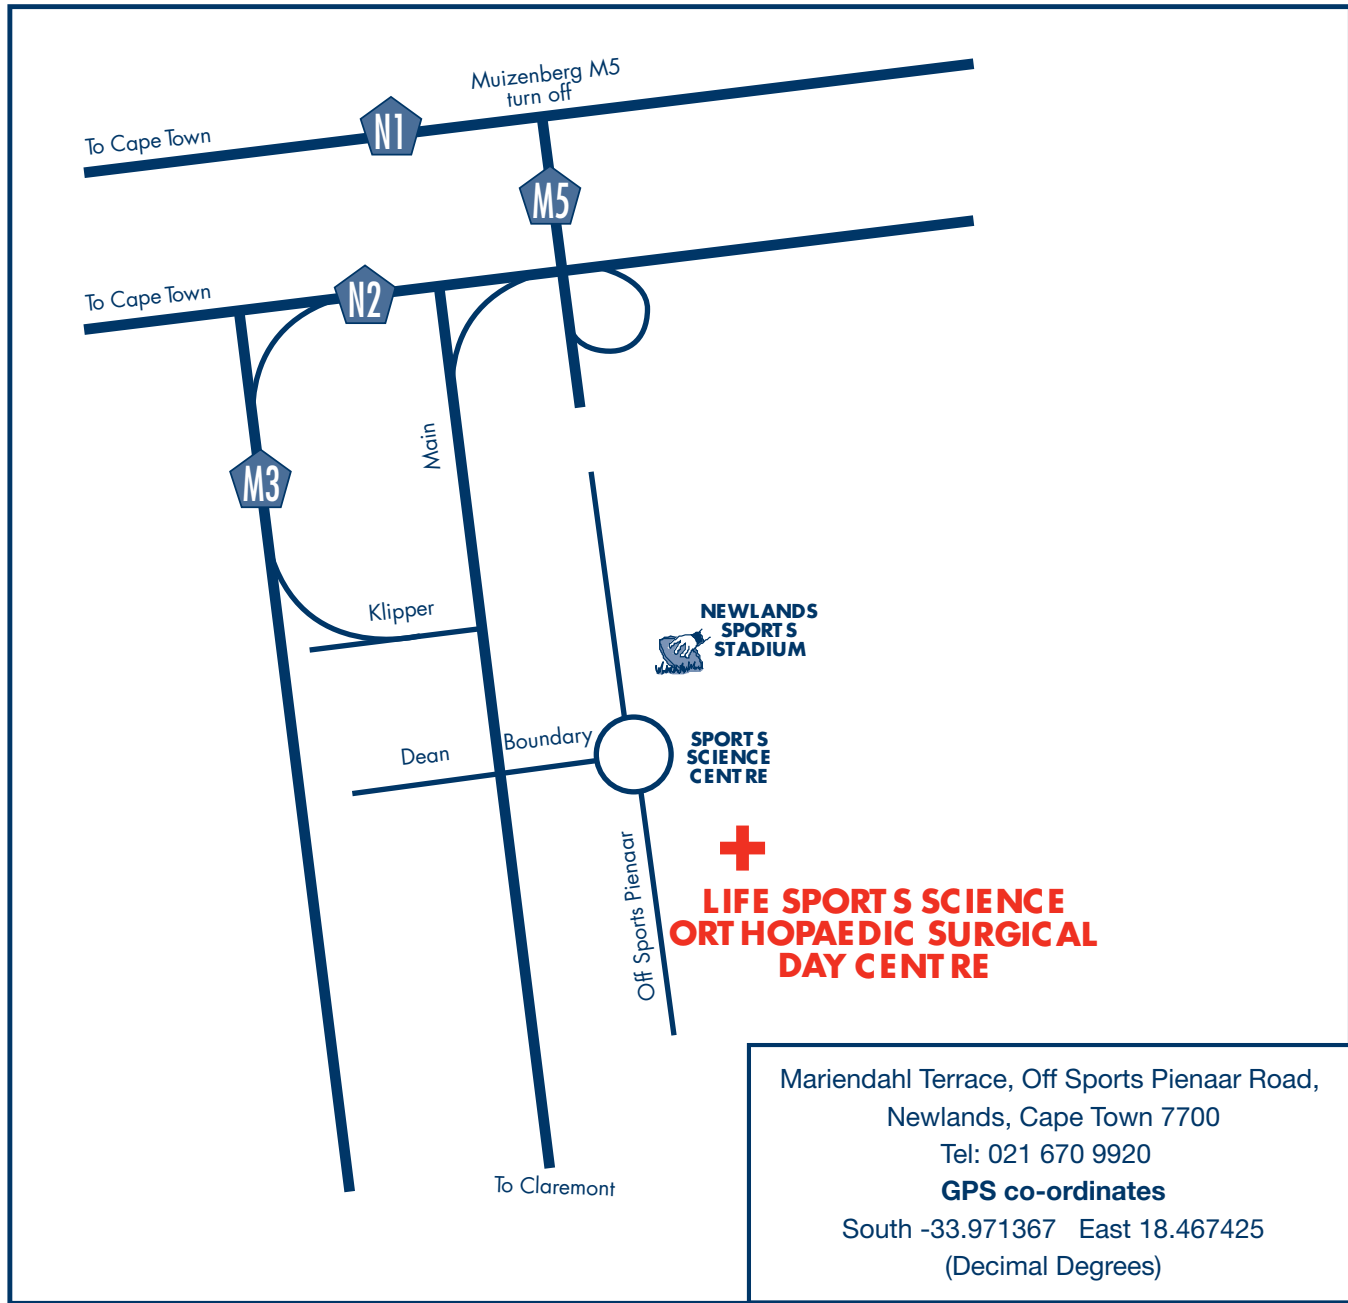 Muizenberg M5
turn off
To Cape Town
N1
M5
To Cape Town
N2
Main
M3
Klipper
NEWLANDS
SPORTS
STADIUM
Dean
Boundary
SPORTS
SCIENCE
CENTRE
Off Sports Pienaar
LIFE SPORTS SCIENCE
ORTHOPAEDIC SURGICAL
DAY CENTRE
To Claremont
Mariendahl Terrace, Off Sports Pienaar Road,
Newlands, Cape Town 7700
Tel: 021 670 9920
GPS co-ordinates
South -33.971367 East 18.467425
(Decimal Degrees)